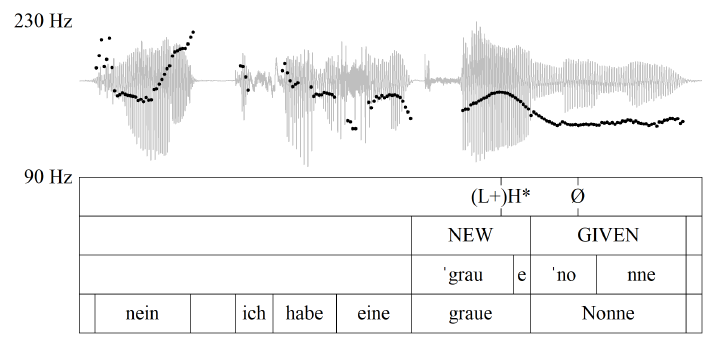 230 Hz
90 Hz
(L+)H* Ø
NEW GIVEN
ˈgrau e ˈno nne
nein ich habe eine graue Nonne